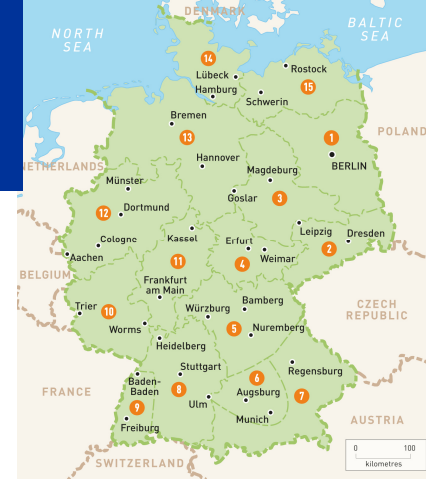 DENMARK
NORTH
SEA
BALTIC
SEA
14
Rostock
Lübeck
15
Hamburg
Schwerin
Bremen
13
1
POLAND
Hannover
BERLIN
NETHERLANDS
Magdeburg
Münster
3
Goslar
12
Dortmund
Leipzig
Dresden
Cologne
Kassel
Erfurt
2
Aachen
11
4
Weimar
BELGIUM
Frankfurt
am Main
Bamberg
CZECH
REPUBLIC
Trier
10
Würzburg
Worms
5
Nuremberg
Heidelberg
Stuttgart
Regensburg
Baden-
Baden
8
6
Augsburg
7
FRANCE
9
Ulm
Munich
Freiburg
AUSTRIA
0 100
kilometres
SWITZERLAND